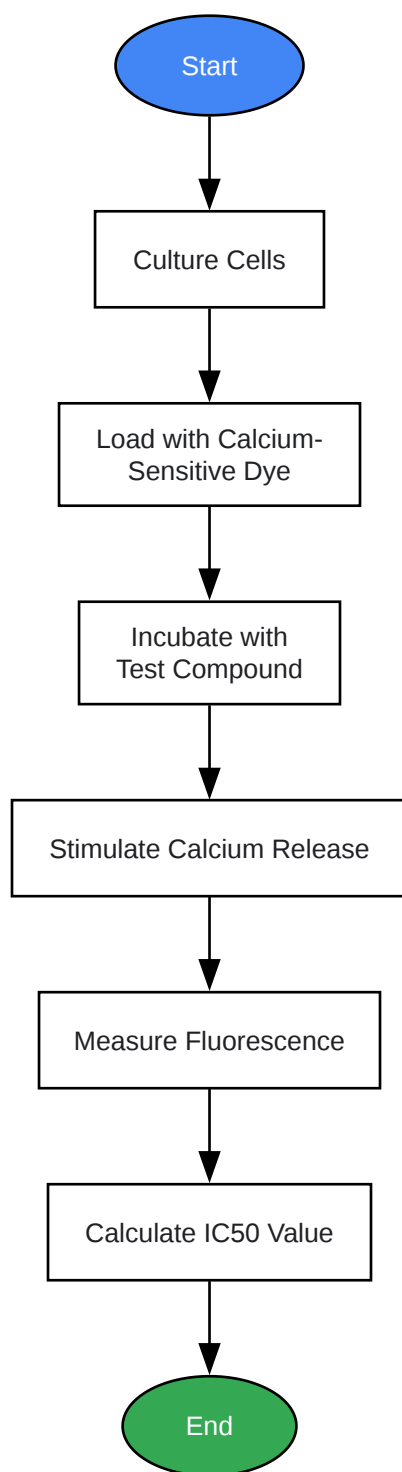 Start
Culture Cells
Load with Calcium-
Sensitive Dye
Incubate with
Test Compound
Stimulate Calcium Release
Measure Fluorescence
Calculate IC50 Value
End